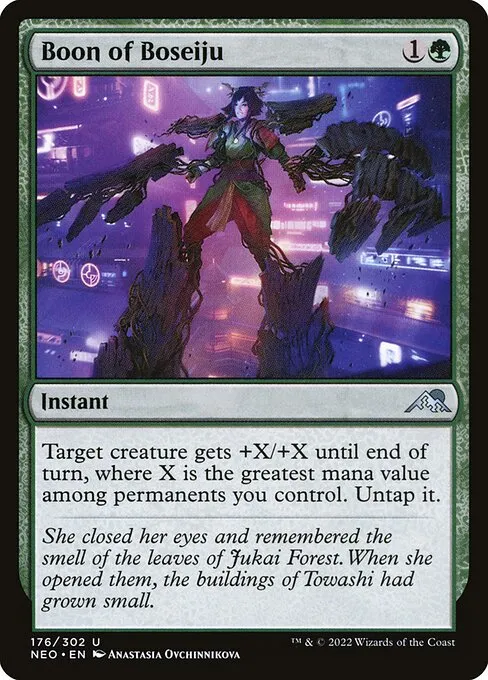 Boon of Boseiju 1
Instant
Target creature gets +X/+X until end of
turn, where X is the greatest mana value
among permanents you control. Untap it.
She closed her eyes and remembered the
smell of the leaves of Jukai Forest. When she
opened them, the buildings of Towashi had
grown small.
176/302 U
NEO • EN Anastasia Ovchinnikova
™ & © 2022 Wizards of the Coast